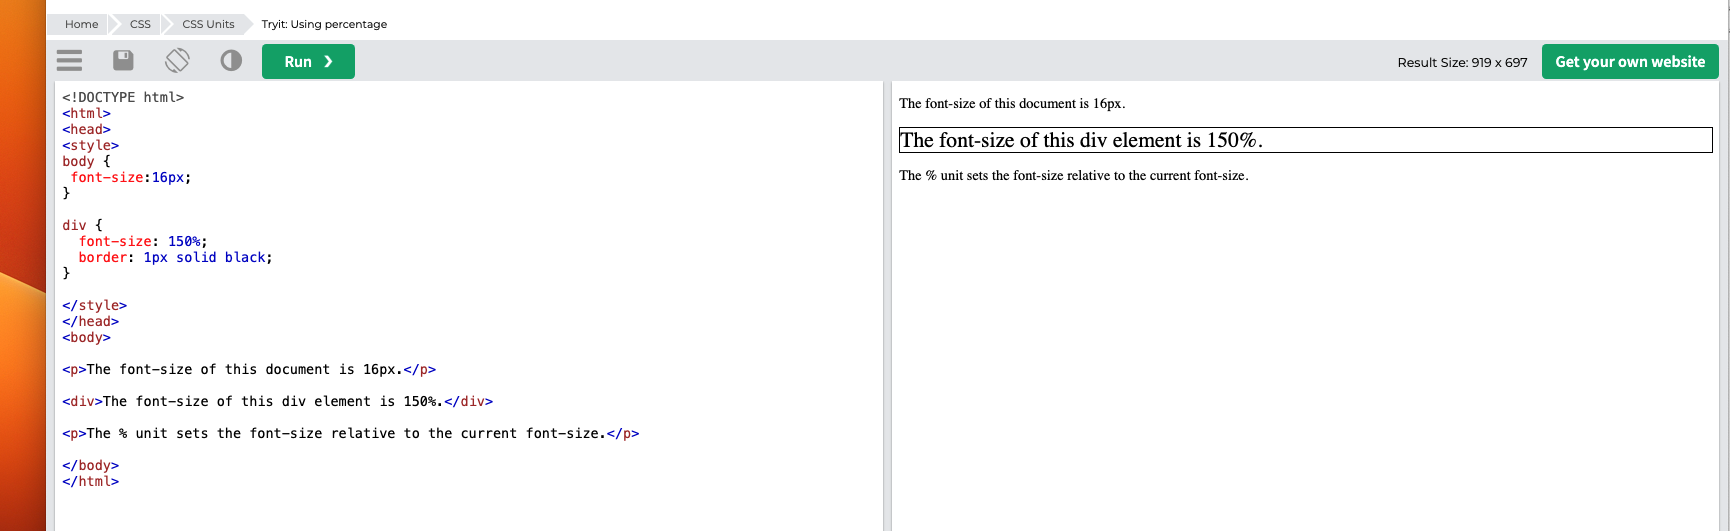 Home CSS CSS Units Tryit: Using percentage
Run ❯ Result Size: 919 x 697 Get your own website
<!DOCTYPE html>
<html>
<head>
<style>
body {
 font-size:16px;
}
div {
  font-size: 150%;
  border: 1px solid black;
}
</style>
</head>
<body>
<p>The font-size of this document is 16px.</p>
<div>The font-size of this div element is 150%.</div>
<p>The % unit sets the font-size relative to the current font-size.</p>
</body>
</html>
The font-size of this document is 16px.
The font-size of this div element is 150%.
The % unit sets the font-size relative to the current font-size.